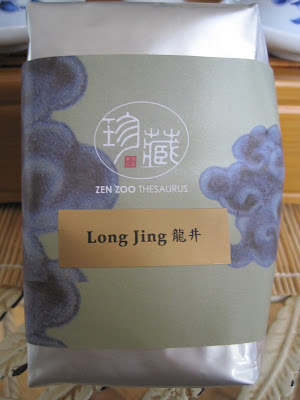 珍藏
ZEN ZOO THESAURUS
Long Jing 龍井